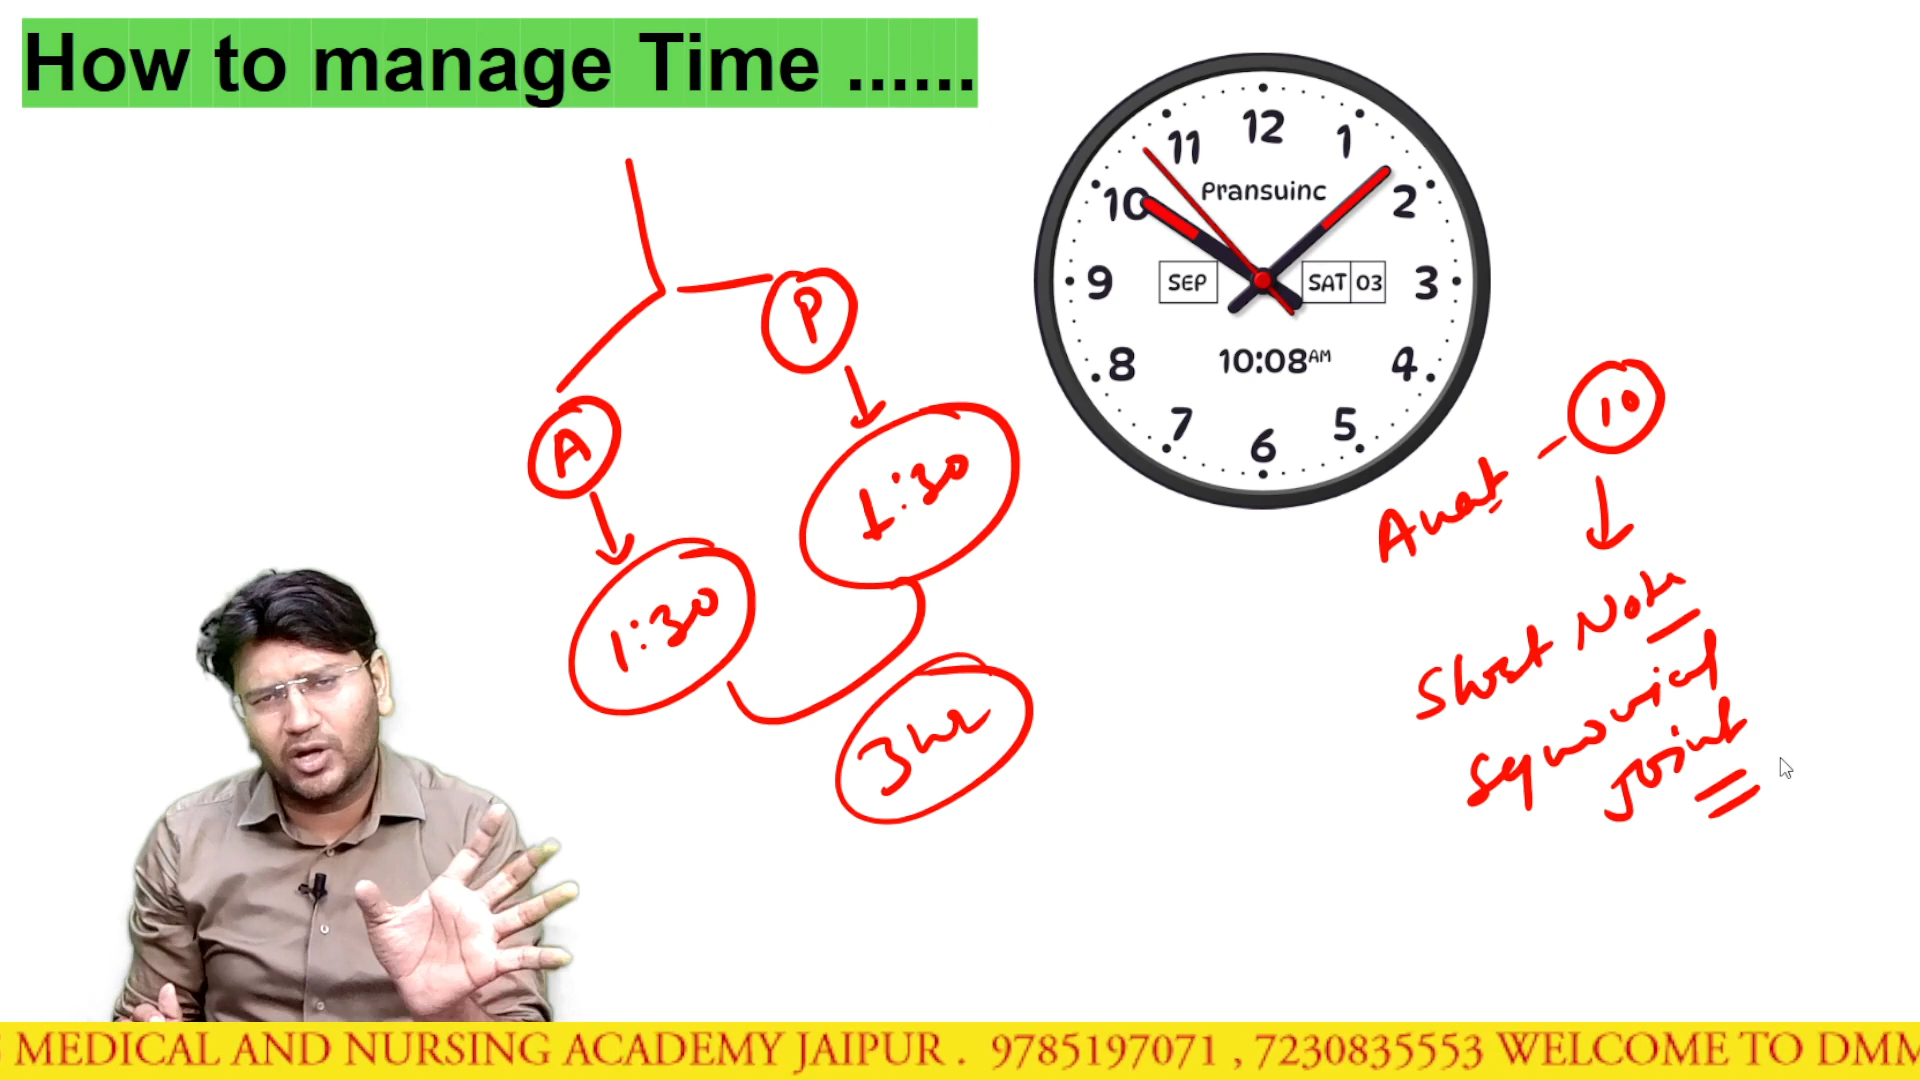 How to manage Time ......
12
11
1
Pransuinc
10
2
9
SEP
SAT 03
3
10:08AM
8
4
7
5
6
P
A
1:30
1:30
3 hr
Anat - 10
Short Note
Synovial
Joint
MEDICAL AND NURSING ACADEMY JAIPUR . 9785197071 , 7230835553 WELCOME TO DMM